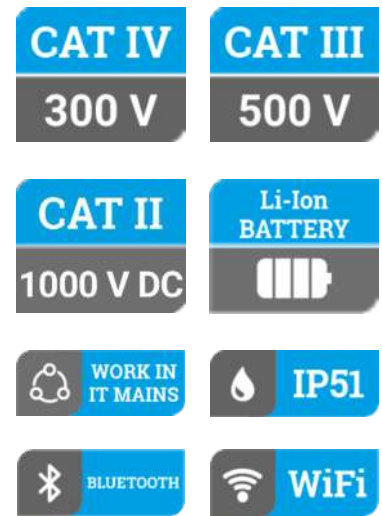 CAT IV
300 V
CAT III
500 V
CAT II
1000 V DC
Li-Ion
BATTERY
WORK IN
IT MAINS
IP51
BLUETOOTH
WiFi